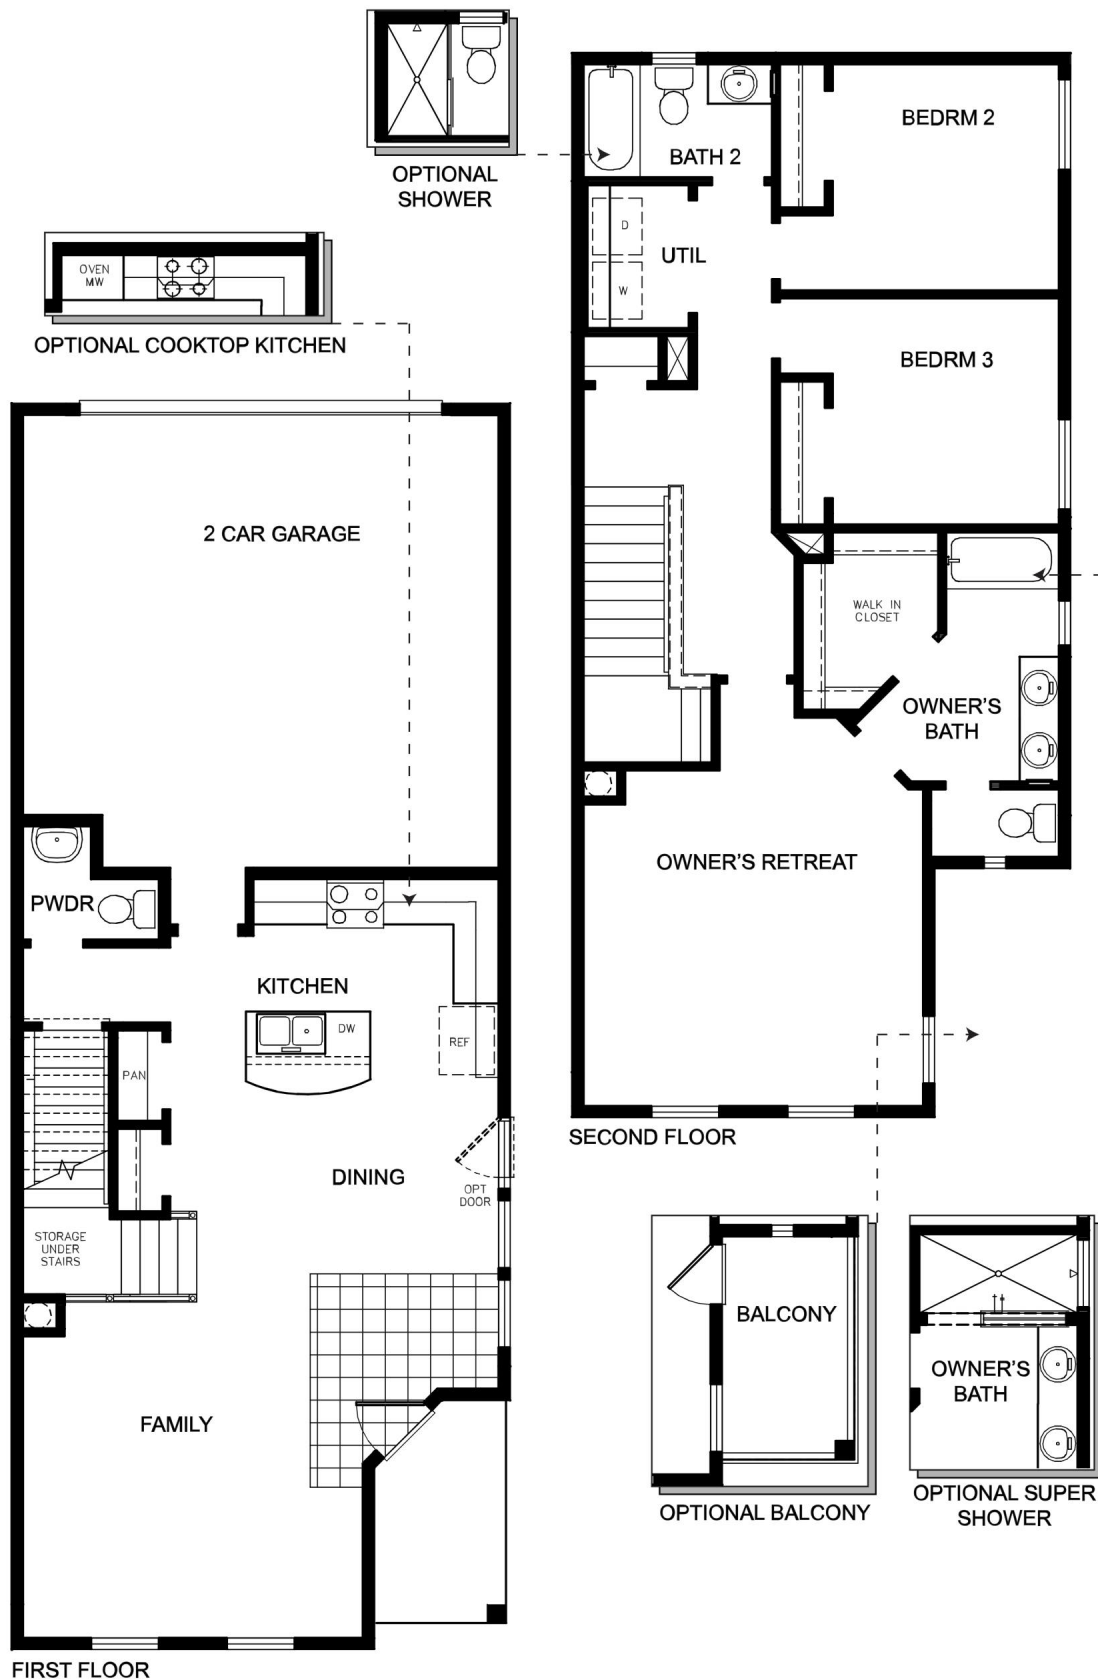 OPTIONAL
SHOWER
OVEN
MW
OPTIONAL COOKTOP KITCHEN
2 CAR GARAGE
PWDR
KITCHEN
DW
REF
PAN
DINING
OPT
DOOR
STORAGE
UNDER
STAIRS
FAMILY
FIRST FLOOR
BEDRM 2
BATH 2
D
UTIL
W
BEDRM 3
WALK IN
CLOSET
OWNER'S
BATH
OWNER'S RETREAT
SECOND FLOOR
BALCONY
OPTIONAL BALCONY
OWNER'S
BATH
OPTIONAL SUPER
SHOWER